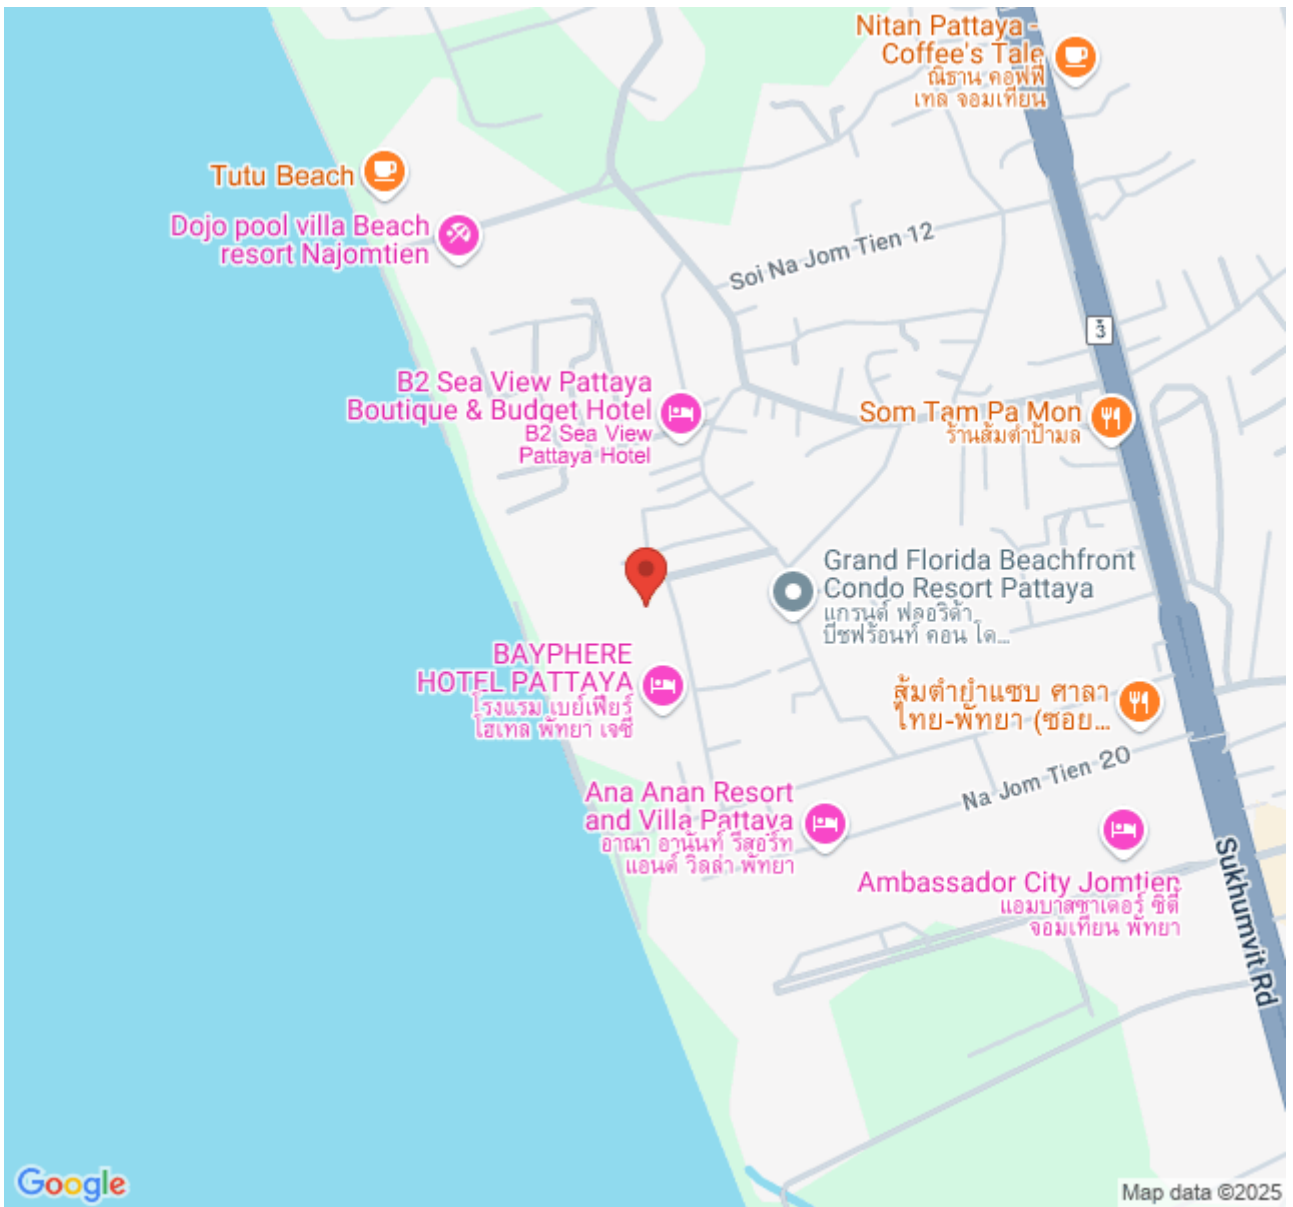 Nitan Pattaya -
Coffee's Tale
ณิธาน คอฟฟี่
เทล จอมเทียน
Tutu Beach
Dojo pool villa Beach
resort Najomtien
Soi Na Jom Tien 12
3
B2 Sea View Pattaya
Boutique & Budget Hotel
B2 Sea View
Pattaya Hotel
Som Tam Pa Mon
ร้านส้มตำป้ามล
Grand Florida Beachfront
Condo Resort Pattaya
แกรนด์ ฟลอริด้า
บีชฟร้อนท์ คอน โด...
BAYPHERE
HOTEL PATTAYA
โรงแรม เบย์เฟียร์
โฮเทล พัทยา เจซี
ส้มตำยำแซบ ศาลา
ไทย-พัทยา (ซอย...
Na Jom Tien 20
Ana Anan Resort
and Villa Pattaya
อาณา อานันท์ รีสอร์ท
แอนด์ วิลล่า พัทยา
Ambassador City Jomtien
แอมบาสซาเดอร์ ซิตี้
จอมเทียน พัทยา
Sukhumvit Rd
Google
Map data ©2025